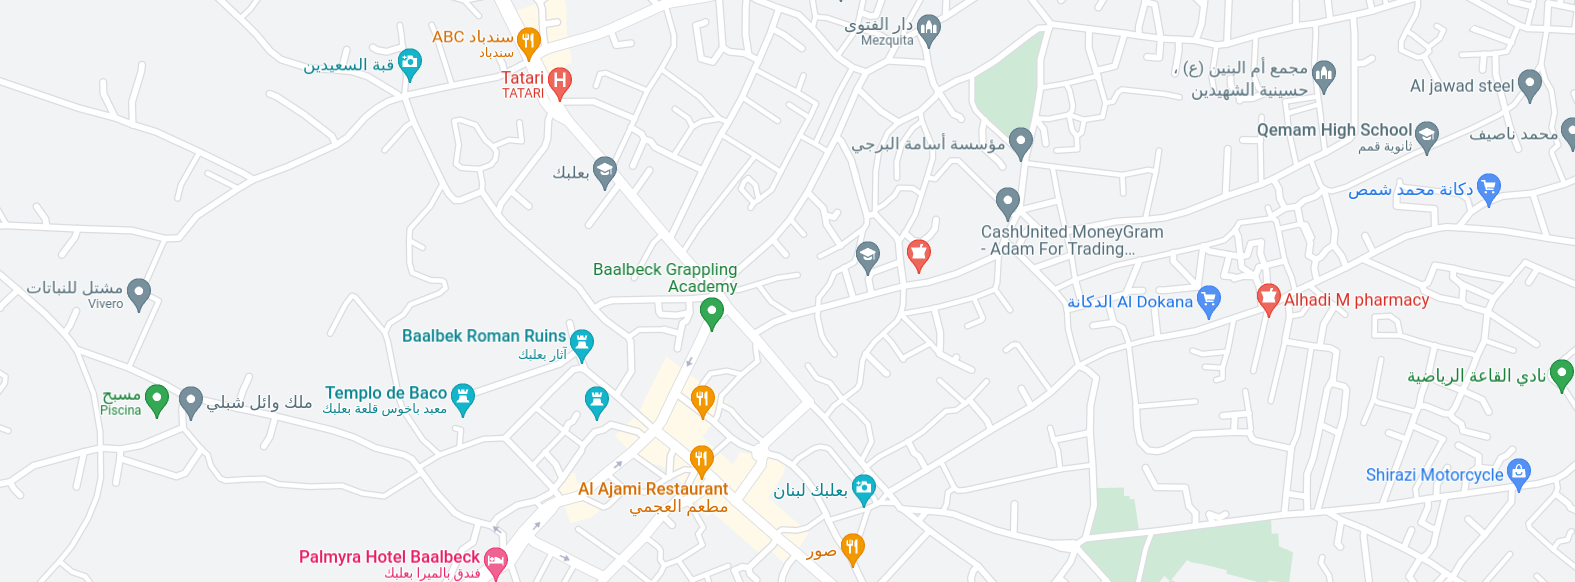 دار الفتوى
Mezquita
ABC سندباد
سندباد
قبة السعيدين
Tatari
TATARI
مجمع أم البنين (ع) ،
حسينية الشهيدين
Al jawad steel
Qemam High School
ثانوية قمم
محمد ناصيف
مؤسسة أسامة البرجي
بعلبك
دكانة محمد شمص
CashUnited MoneyGram
- Adam For Trading...
Baalbeck Grappling
Academy
مشتل للنباتات
Vivero
الدكانة Al Dokana
Alhadi M pharmacy
Baalbek Roman Ruins
آثار بعلبك
نادي القاعة الرياضية
Templo de Baco
معبد باخوس قلعة بعلبك
مسبح
Piscina
ملك وائل شبلي
Shirazi Motorcycle
Al Ajami Restaurant
مطعم العجمي
بعلبك لبنان
صور
Palmyra Hotel Baalbeck
فندق بالميرا بعلبك